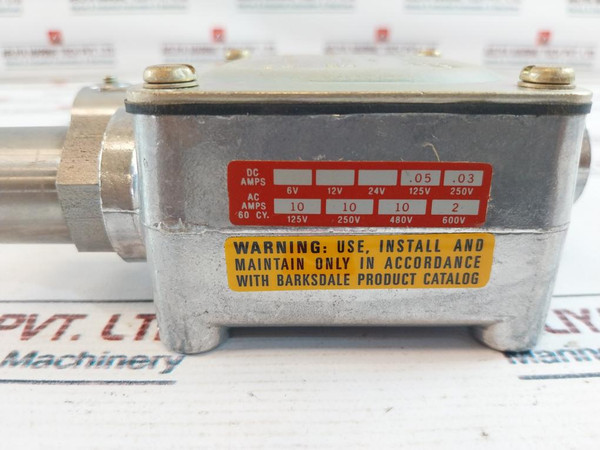 DC AMPS .05 .03
6V 12V 24V 125V 250V
AC AMPS 60 CY. 10 10 10 2
125V 250V 480V 600V
WARNING: USE, INSTALL AND
MAINTAIN ONLY IN ACCORDANCE
WITH BARKSDALE PRODUCT CATALOG
PVT. LT
Machinery